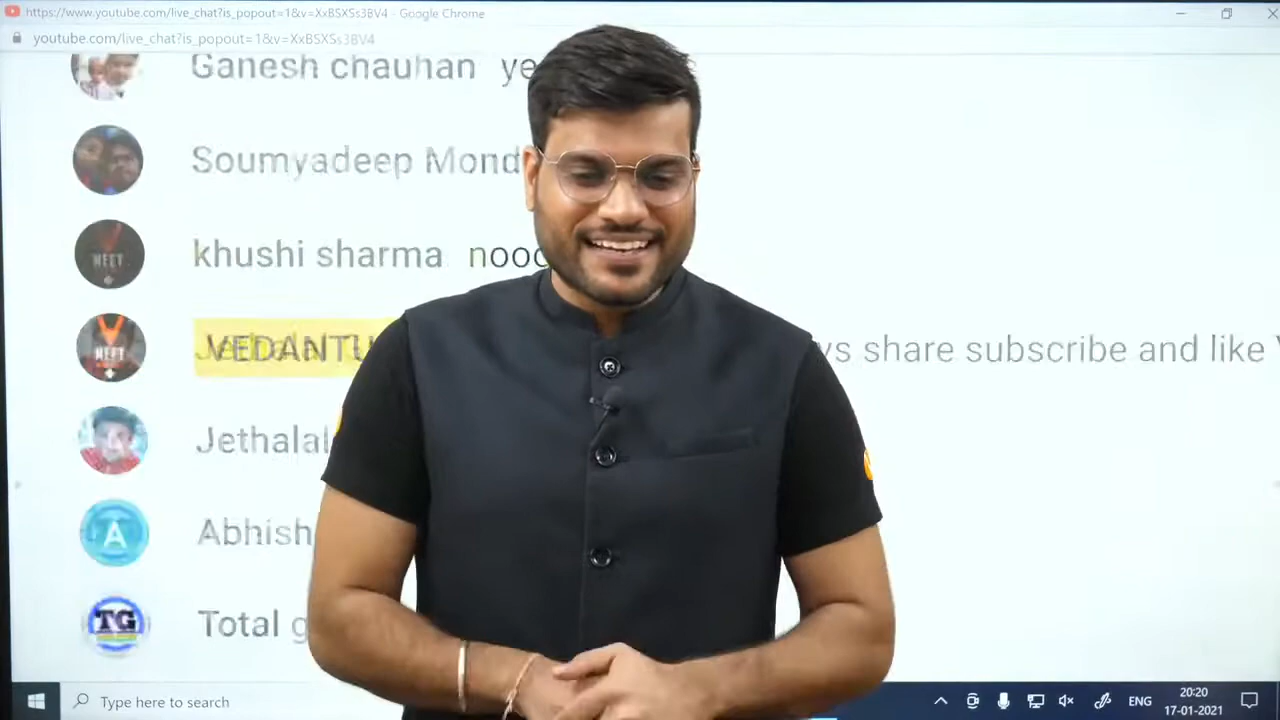 https://www.youtube.com/live_chat?is_popout=1&v=XxBSXSs3BV4 - Google Chrome
youtube.com/live_chat?is_popout=1&v=XxBSXSs3BV4
Ganesh chauhan ye
Soumyadeep Mond
khushi sharma nooo
NEET
VEDANTU ys share subscribe and like
NEET
Jethalal
Abhish
A
Total g
TG
Type here to search
ENG
20:20
17-01-2021